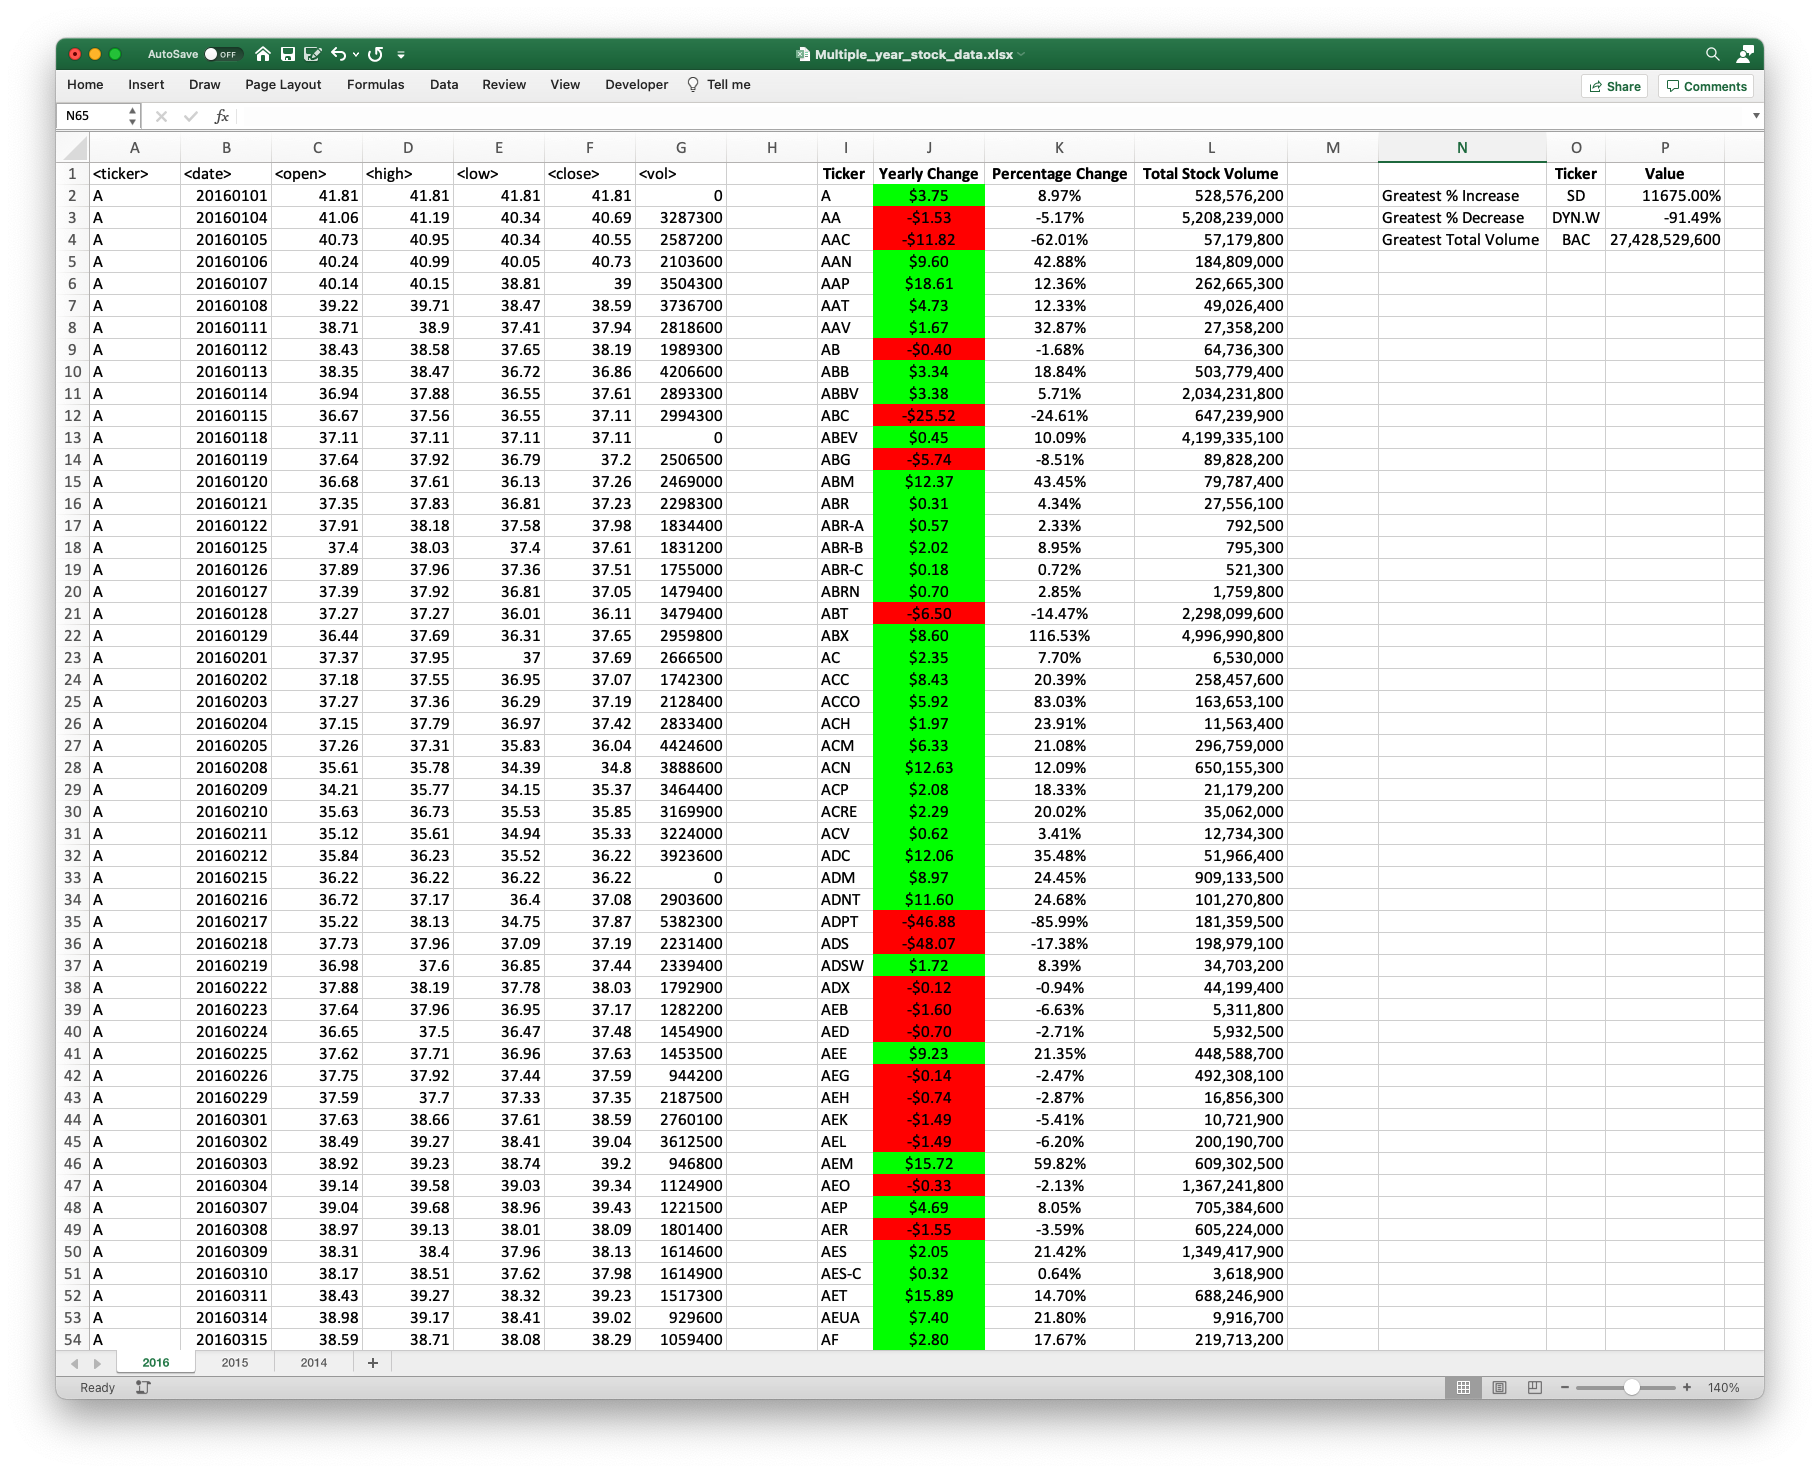 AutoSave OFF Multiple_year_stock_data.xlsx
Home Insert Draw Page Layout Formulas Data Review View Developer Tell me Share Comments
N65 fx
A B C D E F G H I J K L M N O P
1 <ticker> <date> <open> <high> <low> <close> <vol> Ticker Yearly Change Percentage Change Total Stock Volume Ticker Value
2 A 20160101 41.81 41.81 41.81 41.81 0 A $3.75 8.97% 528,576,200 Greatest % Increase SD 11675.00%
3 A 20160104 41.06 41.19 40.34 40.69 3287300 AA -$1.53 -5.17% 5,208,239,000 Greatest % Decrease DYN.W -91.49%
4 A 20160105 40.73 40.95 40.34 40.55 2587200 AAC -$11.82 -62.01% 57,179,800 Greatest Total Volume BAC 27,428,529,600
5 A 20160106 40.24 40.99 40.05 40.73 2103600 AAN $9.60 42.88% 184,809,000
6 A 20160107 40.14 40.15 38.81 39 3504300 AAP $18.61 12.36% 262,665,300
7 A 20160108 39.22 39.71 38.47 38.59 3736700 AAT $4.73 12.33% 49,026,400
8 A 20160111 38.71 38.9 37.41 37.94 2818600 AAV $1.67 32.87% 27,358,200
9 A 20160112 38.43 38.58 37.65 38.19 1989300 AB -$0.40 -1.68% 64,736,300
10 A 20160113 38.35 38.47 36.72 36.86 4206600 ABB $3.34 18.84% 503,779,400
11 A 20160114 36.94 37.88 36.55 37.61 2893300 ABBV $3.38 5.71% 2,034,231,800
12 A 20160115 36.67 37.56 36.55 37.11 2994300 ABC -$25.52 -24.61% 647,239,900
13 A 20160118 37.11 37.11 37.11 37.11 0 ABEV $0.45 10.09% 4,199,335,100
14 A 20160119 37.64 37.92 36.79 37.2 2506500 ABG -$5.74 -8.51% 89,828,200
15 A 20160120 36.68 37.61 36.13 37.26 2469000 ABM $12.37 43.45% 79,787,400
16 A 20160121 37.35 37.83 36.81 37.23 2298300 ABR $0.31 4.34% 27,556,100
17 A 20160122 37.91 38.18 37.58 37.98 1834400 ABR-A $0.57 2.33% 792,500
18 A 20160125 37.4 38.03 37.4 37.61 1831200 ABR-B $2.02 8.95% 795,300
19 A 20160126 37.89 37.96 37.36 37.51 1755000 ABR-C $0.18 0.72% 521,300
20 A 20160127 37.39 37.92 36.81 37.05 1479400 ABRN $0.70 2.85% 1,759,800
21 A 20160128 37.27 37.27 36.01 36.11 3479400 ABT -$6.50 -14.47% 2,298,099,600
22 A 20160129 36.44 37.69 36.31 37.65 2959800 ABX $8.60 116.53% 4,996,990,800
23 A 20160201 37.37 37.95 37 37.69 2666500 AC $2.35 7.70% 6,530,000
24 A 20160202 37.18 37.55 36.95 37.07 1742300 ACC $8.43 20.39% 258,457,600
25 A 20160203 37.27 37.36 36.29 37.19 2128400 ACCO $5.92 83.03% 163,653,100
26 A 20160204 37.15 37.79 36.97 37.42 2833400 ACH $1.97 23.91% 11,563,400
27 A 20160205 37.26 37.31 35.83 36.04 4424600 ACM $6.33 21.08% 296,759,000
28 A 20160208 35.61 35.78 34.39 34.8 3888600 ACN $12.63 12.09% 650,155,300
29 A 20160209 34.21 35.77 34.15 35.37 3464400 ACP $2.08 18.33% 21,179,200
30 A 20160210 35.63 36.73 35.53 35.85 3169900 ACRE $2.29 20.02% 35,062,000
31 A 20160211 35.12 35.61 34.94 35.33 3224000 ACV $0.62 3.41% 12,734,300
32 A 20160212 35.84 36.23 35.52 36.22 3923600 ADC $12.06 35.48% 51,966,400
33 A 20160215 36.22 36.22 36.22 36.22 0 ADM $8.97 24.45% 909,133,500
34 A 20160216 36.72 37.17 36.4 37.08 2903600 ADNT $11.60 24.68% 101,270,800
35 A 20160217 35.22 38.13 34.75 37.87 5382300 ADPT -$46.88 -85.99% 181,359,500
36 A 20160218 37.73 37.96 37.09 37.19 2231400 ADS -$48.07 -17.38% 198,979,100
37 A 20160219 36.98 37.6 36.85 37.44 2339400 ADSW $1.72 8.39% 34,703,200
38 A 20160222 37.88 38.19 37.78 38.03 1792900 ADX -$0.12 -0.94% 44,199,400
39 A 20160223 37.64 37.96 36.95 37.17 1282200 AEB -$1.60 -6.63% 5,311,800
40 A 20160224 36.65 37.5 36.47 37.48 1454900 AED -$0.70 -2.71% 5,932,500
41 A 20160225 37.62 37.71 36.96 37.63 1453500 AEE $9.23 21.35% 448,588,700
42 A 20160226 37.75 37.92 37.44 37.59 944200 AEG -$0.14 -2.47% 492,308,100
43 A 20160229 37.59 37.7 37.33 37.35 2187500 AEH -$0.74 -2.87% 16,856,300
44 A 20160301 37.63 38.66 37.61 38.59 2760100 AEK -$1.49 -5.41% 10,721,900
45 A 20160302 38.49 39.27 38.41 39.04 3612500 AEL -$1.49 -6.20% 200,190,700
46 A 20160303 38.92 39.23 38.74 39.2 946800 AEM $15.72 59.82% 609,302,500
47 A 20160304 39.14 39.58 39.03 39.34 1124900 AEO -$0.33 -2.13% 1,367,241,800
48 A 20160307 39.04 39.68 38.96 39.43 1221500 AEP $4.69 8.05% 705,384,600
49 A 20160308 38.97 39.13 38.01 38.09 1801400 AER -$1.55 -3.59% 605,224,000
50 A 20160309 38.31 38.4 37.96 38.13 1614600 AES $2.05 21.42% 1,349,417,900
51 A 20160310 38.17 38.51 37.62 37.98 1614900 AES-C $0.32 0.64% 3,618,900
52 A 20160311 38.43 39.27 38.32 39.23 1517300 AET $15.89 14.70% 688,246,900
53 A 20160314 38.98 39.17 38.41 39.02 929600 AEUA $7.40 21.80% 9,916,700
54 A 20160315 38.59 38.71 38.08 38.29 1059400 AF $2.80 17.67% 219,713,200
2016 2015 2014 +
Ready 140%